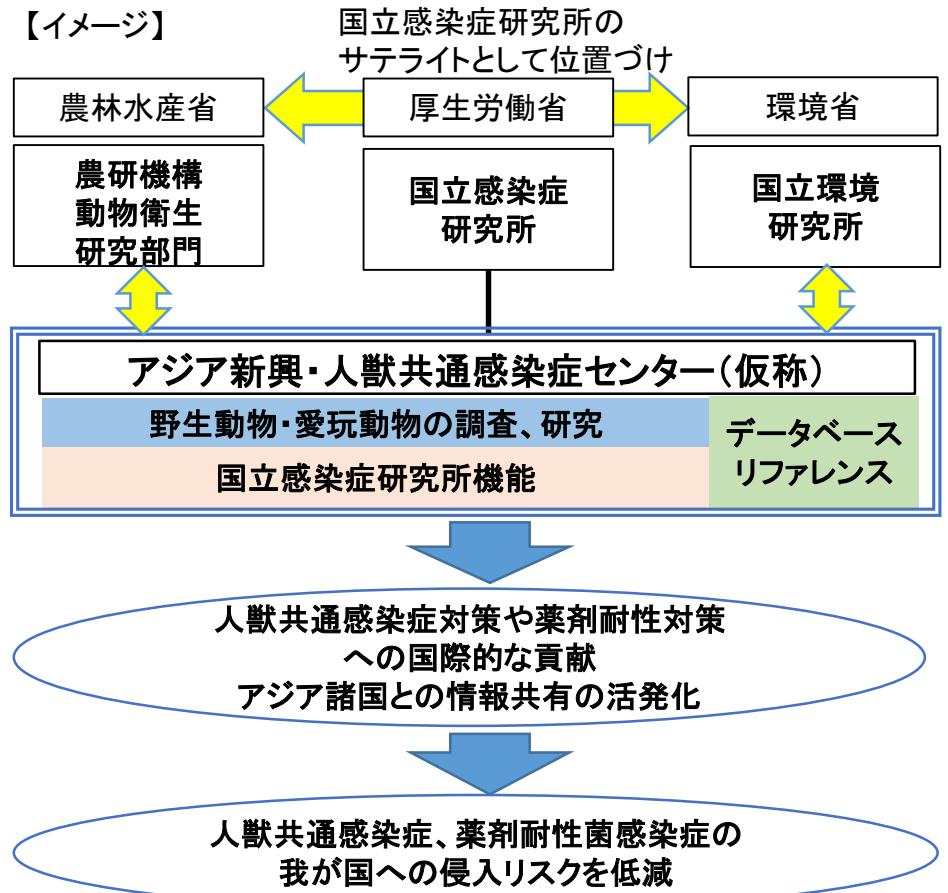 【イメージ】
国立感染症研究所の
サテライトとして位置づけ
農林水産省
厚生労働省
環境省
農研機構
動物衛生
研究部門
国立感染症
研究所
国立環境
研究所
アジア新興・人獣共通感染症センター（仮称）
野生動物・愛玩動物の調査、研究
国立感染症研究所機能
データベース
リファレンス
人獣共通感染症対策や薬剤耐性対策
への国際的な貢献
アジア諸国との情報共有の活発化
人獣共通感染症、薬剤耐性菌感染症の
我が国への侵入リスクを低減